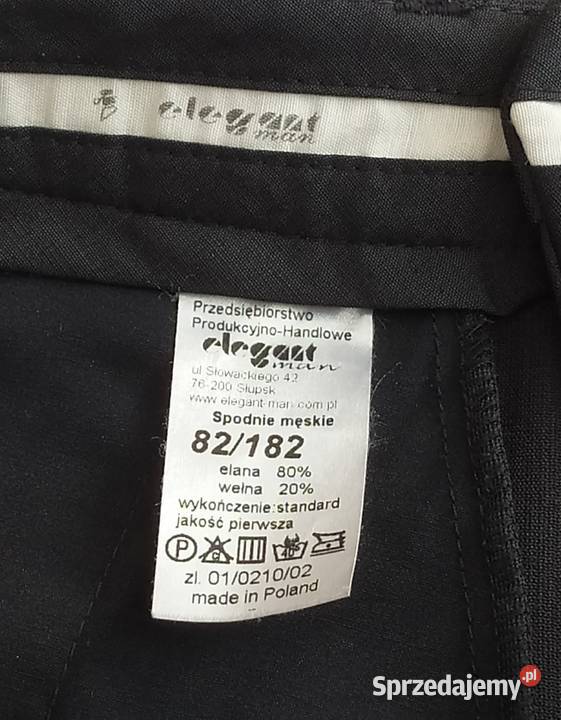 elegant
man
Przedsiębiorstwo
Produkcyjno-Handlowe
elegant
man
ul Słowackiego 42
76-200 Słupsk
www.elegant-man.com.pl
Spodnie męskie
82/182
elana 80%
wełna 20%
wykończenie:standard
jakość pierwsza
P
zl. 01/0210/02
made in Poland
Sprzedajemy.pl